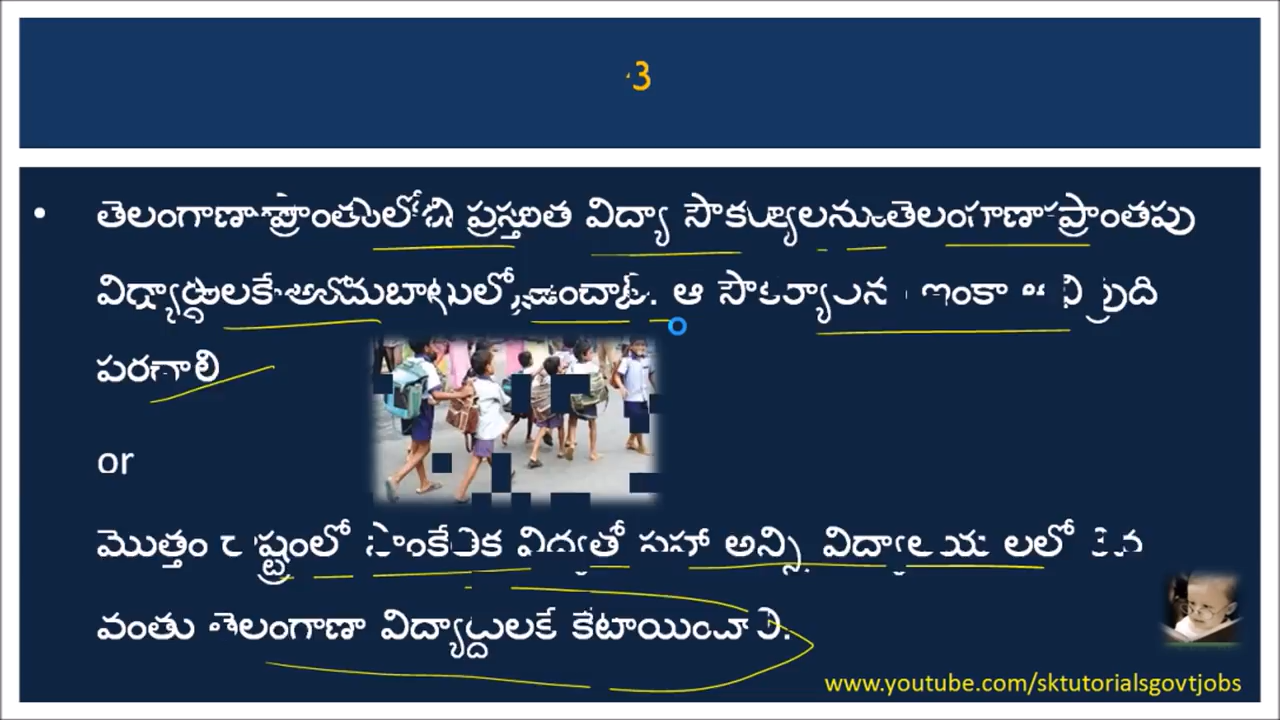 3
• తెలంగాణా ప్రాంతంలోని ప్రస్తుత విద్యా సౌకర్యాలను తెలంగాణా ప్రాంతపు
విద్యార్థులకే అందుబాటులో ఉంచాలి. ఆ సౌకర్యాలను ఇంకా అభివృద్ది
పరచాలి
or
మొత్తం రాష్ట్రంలో సాంకేతిక విద్యతో సహా అన్ని విద్యాలయాలలో
వంతు తెలంగాణా విద్యార్దులకే కేటాయించాలి.
www.youtube.com/sktutorialsgovtjobs